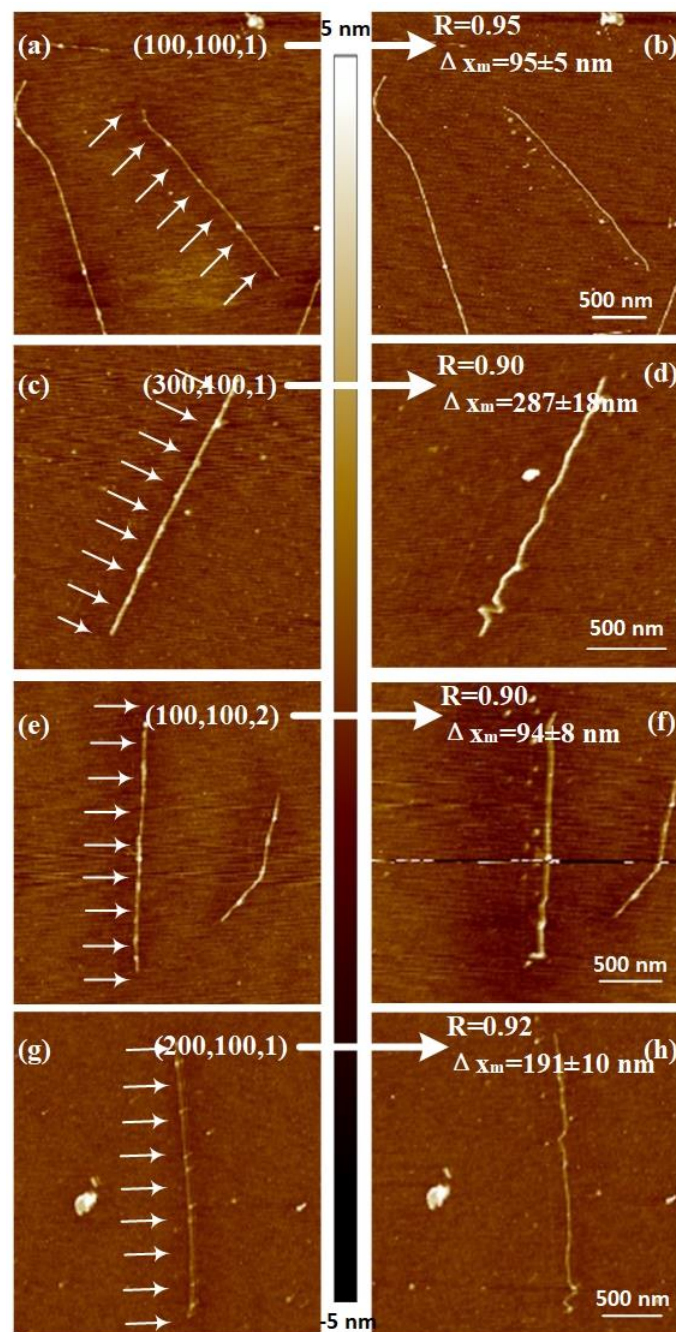 5 nm
(a)
(100,100,1)
R=0.95
Δ xm=95±5 nm
(b)
500 nm
(c)
(300,100,1)
R=0.90
Δ xm=287±18nm
(d)
500 nm
(e)
(100,100,2)
R=0.90
Δ xm=94±8 nm
(f)
500 nm
(g)
(200,100,1)
R=0.92
Δ xm=191±10 nm
(h)
500 nm
-5 nm